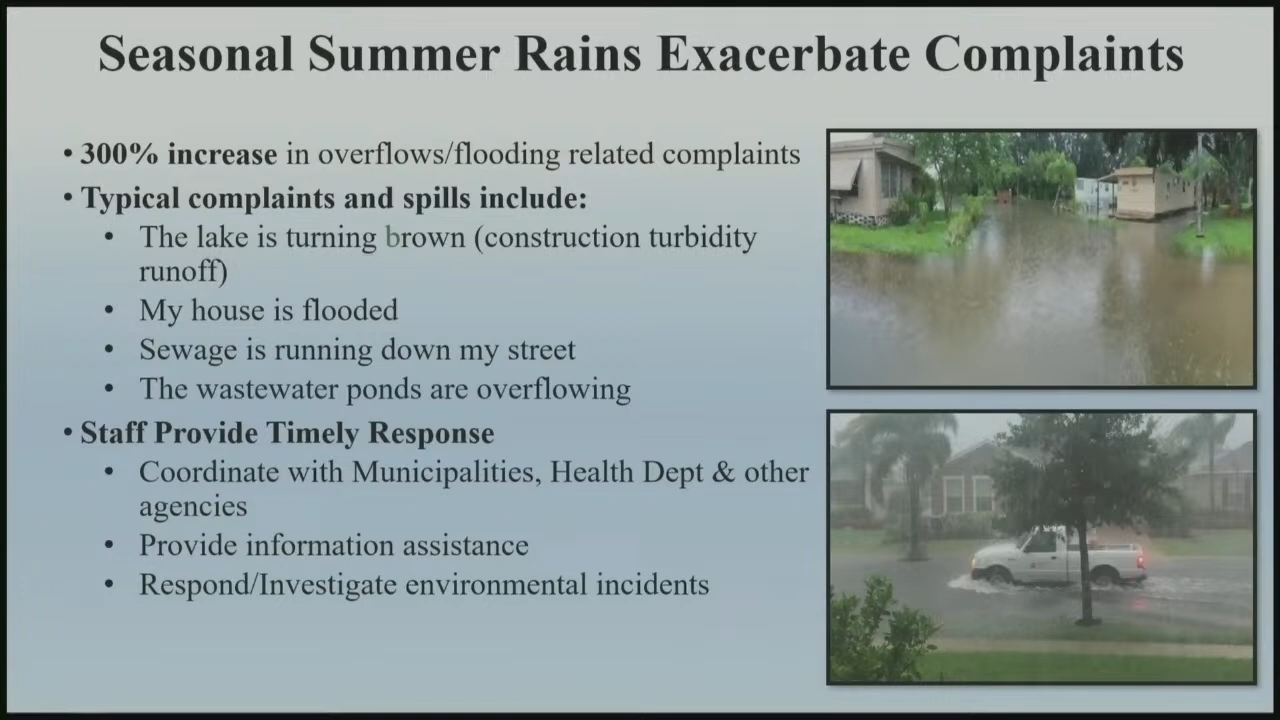 Seasonal Summer Rains Exacerbate Complaints
• 300% increase in overflows/flooding related complaints
• Typical complaints and spills include:
• The lake is turning brown (construction turbidity
runoff)
• My house is flooded
• Sewage is running down my street
• The wastewater ponds are overflowing
• Staff Provide Timely Response
• Coordinate with Municipalities, Health Dept & other
agencies
• Provide information assistance
• Respond/Investigate environmental incidents